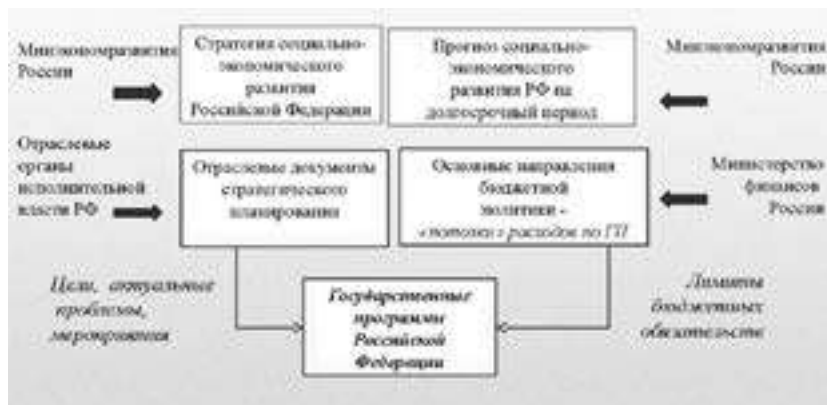 Минэкономразвития
России
Стратегия социально-
экономического
развития
Российской Федерации
Прогноз социально-
экономического
развития РФ на
долгосрочный период
Минэкономразвития
России
Отраслевые
органы
исполнительной
власти РФ
Отраслевые документы
стратегического
планирования
Основные направления
бюджетной
политики -
«потолки» расходов по ГП
Министерство
финансов
России
Цели, актуальные
проблемы,
мероприятия
Государственные
программы
Российской
Федерации
Лимиты
бюджетных
обязательств